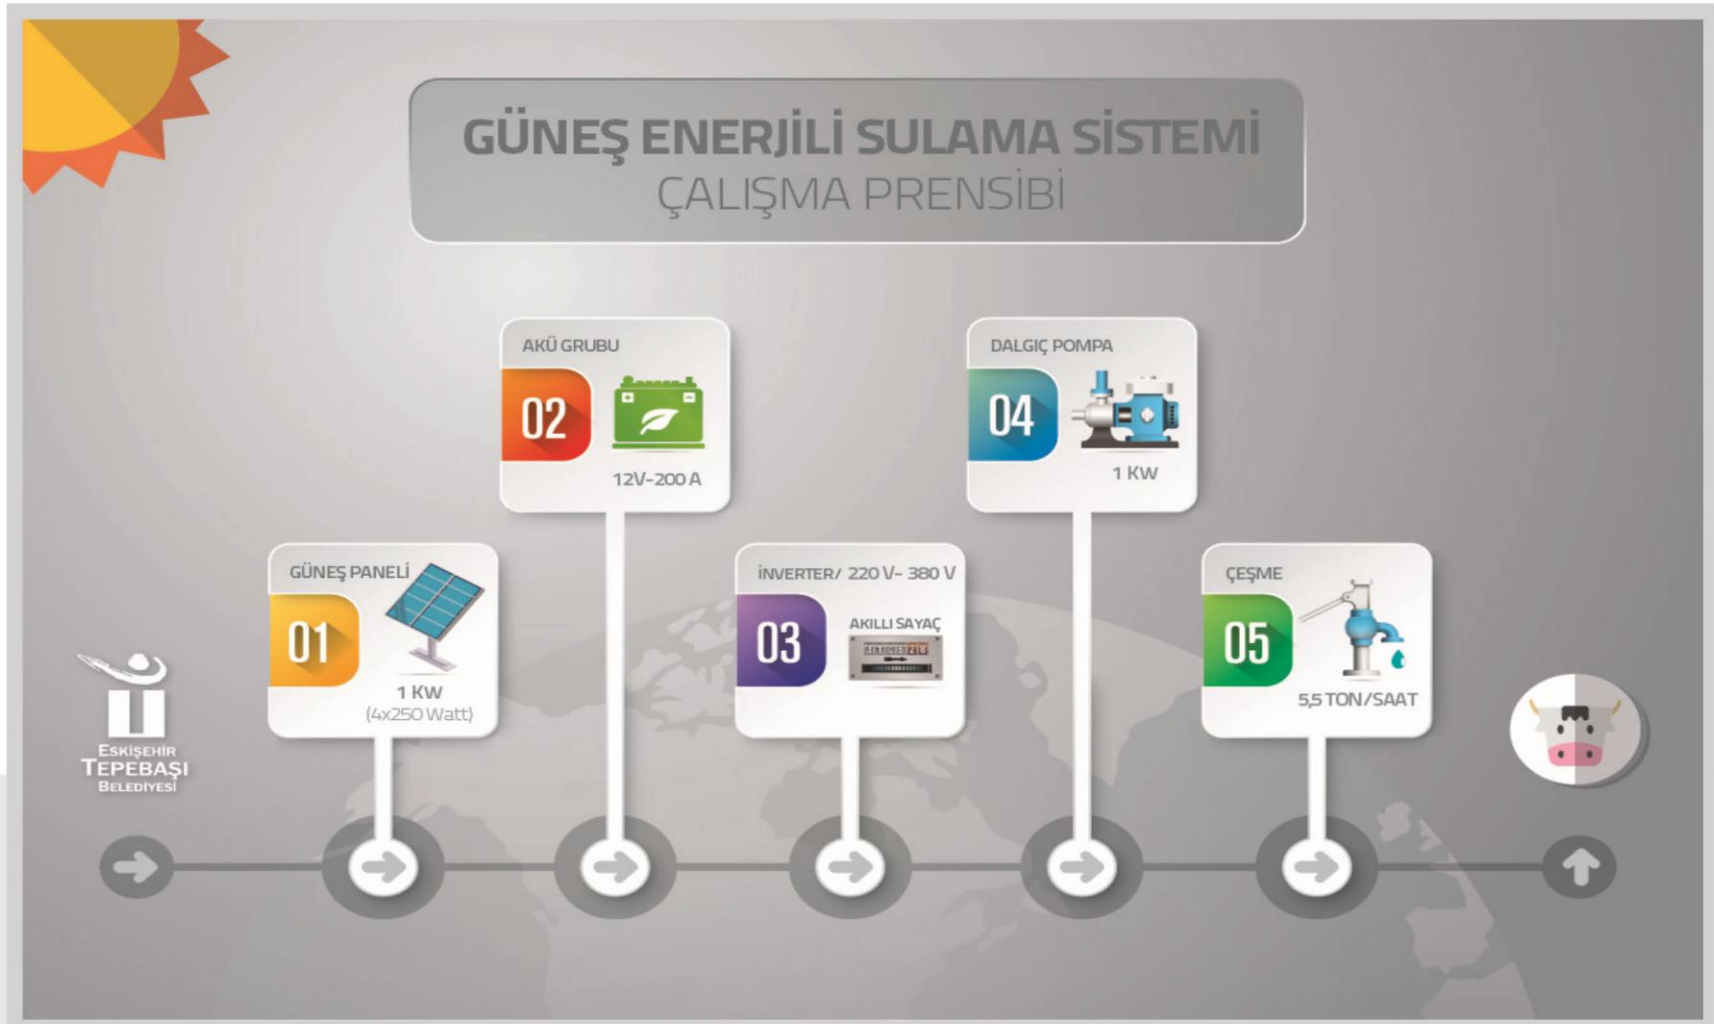 GÜNEŞ ENERJİLİ SULAMA SİSTEMİ
ÇALIŞMA PRENSİBİ
GÜNEŞ PANELİ
01
1 KW
(4x250 Watt)
AKÜ GRUBU
02
12V-200 A
İNVERTER/ 220 V- 380 V
03
AKILLI SAYAÇ
DALGIÇ POMPA
04
1 KW
ÇEŞME
05
5,5 TON/SAAT
ESKİŞEHİR
TEPEBAŞI
BELEDİYESİ